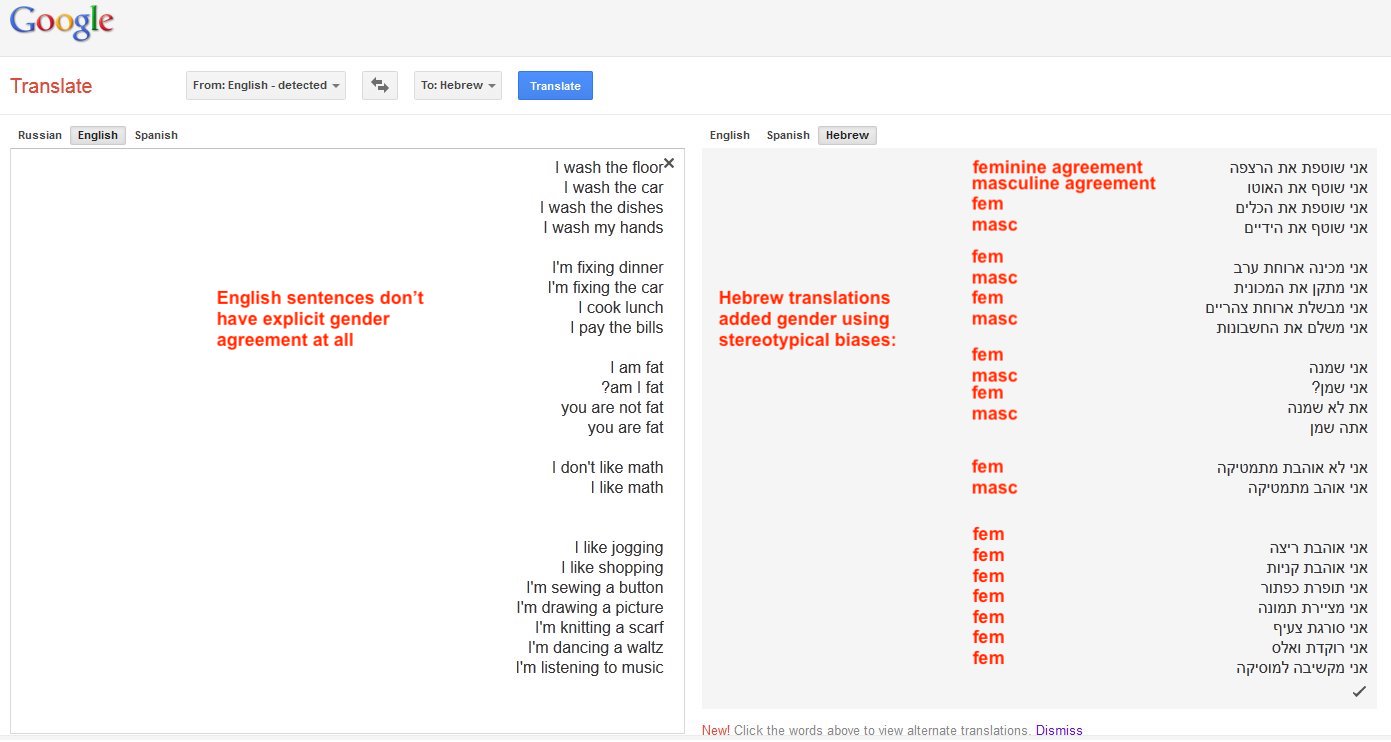 Google
Translate
From: English - detected
To: Hebrew
Translate
Russian English Spanish
I wash the floor
I wash the car
I wash the dishes
I wash my hands
I'm fixing dinner
I'm fixing the car
I cook lunch
I pay the bills
I am fat
?am I fat
you are not fat
you are fat
I don't like math
I like math
I like jogging
I like shopping
I'm sewing a button
I'm drawing a picture
I'm knitting a scarf
I'm dancing a waltz
I'm listening to music
English sentences don't
have explicit gender
agreement at all
English Spanish Hebrew
feminine agreement
masculine agreement
fem
masc
fem
masc
fem
masc
Hebrew translations
added gender using
stereotypical biases:
fem
masc
fem
masc
fem
masc
fem
fem
fem
fem
fem
fem
fem
אני שוטפת את הרצפה
אני שוטף את האוטו
אני שוטפת את הכלים
אני שוטף את הידיים
אני מכינה ארוחת ערב
אני מתקן את המכונית
אני מבשלת ארוחת צהריים
אני משלם את החשבונות
אני שמנה
אני שמן?
את לא שמנה
אתה שמן
אני לא אוהבת מתמטיקה
אני אוהב מתמטיקה
אני אוהבת ריצה
אני אוהבת קניות
אני תופרת כפתור
אני מציירת תמונה
אני סורגת צעיף
אני רוקדת ואלס
אני מקשיבה למוסיקה
New! Click the words above to view alternate translations. Dismiss